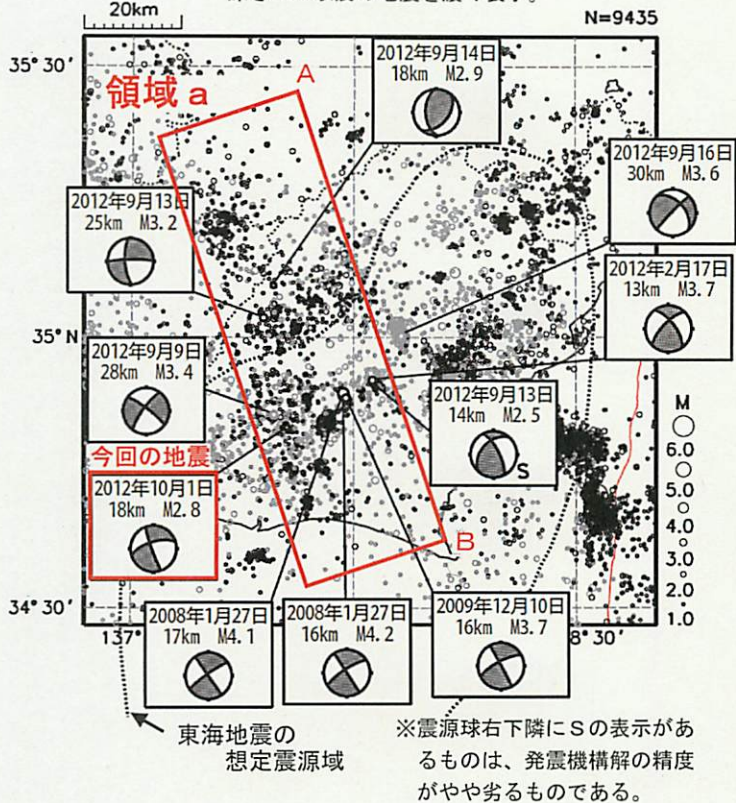 20km
N=9435
35°30′
領域a
A
2012年9月14日
18km M2.9
2012年9月16日
30km M3.6
2012年9月13日
25km M3.2
2012年2月17日
13km M3.7
35°N
2012年9月9日
28km M3.4
2012年9月13日
14km M2.5
S
M
6.0
5.0
4.0
3.0
2.0
1.0
今回の地震
2012年10月1日
18km M2.8
B
34°30′
137°
8°30′
2008年1月27日
17km M4.1
2008年1月27日
16km M4.2
2009年12月10日
16km M3.7
東海地震の
想定震源域
※震源球右下隣にSの表示があ
るものは、発震機構解の精度
がやや劣るものである。